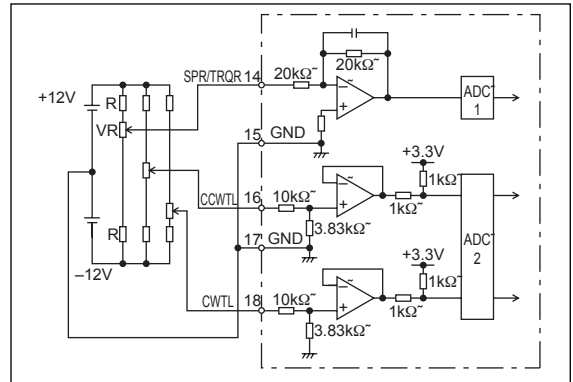 SPR/TRQR 14
20kΩ~
20kΩ~
−~
+
ADC~
1
+12V
R
VR
15 GND
+3.3V
1kΩ~
CCWTL 16
10kΩ~
−~
+
1kΩ~
3.83kΩ~
17 GND
ADC~
2
R
−12V
+3.3V
1kΩ~
CWTL 18
10kΩ~
−~
+
1kΩ~
3.83kΩ~